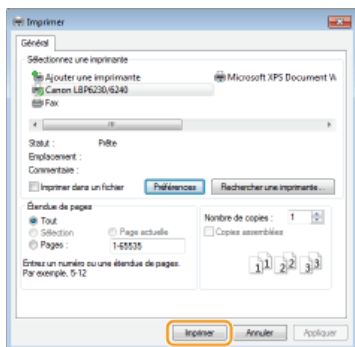 Imprimer
Général
Sélectionnez une imprimante
Ajouter une imprimante
Microsoft XPS Document W
Canon LBP6230/6240
Fax
Statut : Prête
Emplacement :
Commentaire :
Imprimer dans un fichier
Préférences
Rechercher une imprimante...
Étendue de pages
Tout
Sélection
Page actuelle
Pages :
1-65535
Entrez un numéro ou une étendue de pages.
Par exemple, 5-12
Nombre de copies : 1
Copies assemblées
11 22 33
Imprimer
Annuler
Appliquer